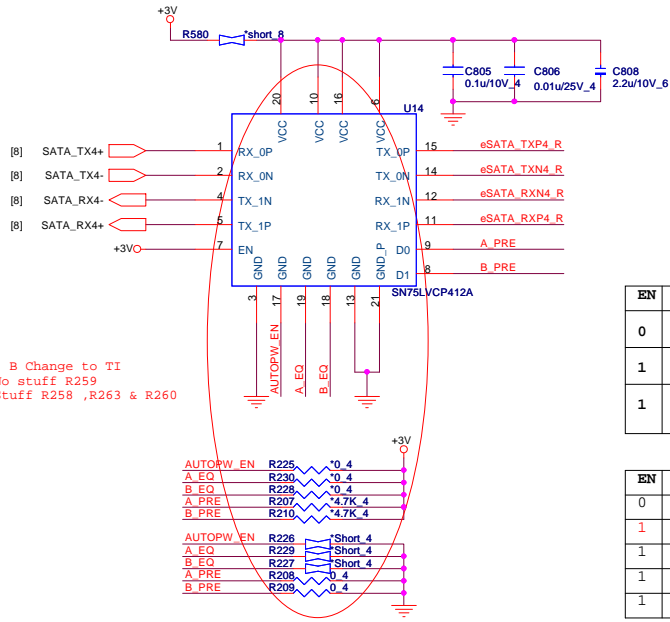 +3V
R580 *short_8
C805
0.1u/10V_4
C806
0.01u/25V_4
C808
2.2u/10V_6
20
10
16
6
U14
VCC
VCC
VCC
VCC
[8] SATA_TX4+ 1 RX_0P TX_0P 15 eSATA_TXP4_R
[8] SATA_TX4- 2 RX_0N TX_0N 14 eSATA_TXN4_R
[8] SATA_RX4- 4 TX_1N RX_1N 12 eSATA_RXN4_R
[8] SATA_RX4+ 5 TX_1P RX_1P 11 eSATA_RXP4_R
+3V 7 EN D0 9 A_PRE
D1 8 B_PRE
GND
GND
GND
GND
GND
GND_P
SN75LVCP412A
3
17
19
18
13
21
AUTOPW_EN
A_EQ
B_EQ
B Change to TI
No stuff R259
Stuff R258 ,R263 & R260
+3V
AUTOPW_EN R225 *0_4
A_EQ R230 *0_4
B_EQ R228 *0_4
A_PRE R207 *4.7K_4
B_PRE R210 *4.7K_4
AUTOPW_EN R226 *Short_4
A_EQ R229 *Short_4
B_EQ R227 *Short_4
A_PRE R208 0_4
B_PRE R209 0_4
EN
0
1
1
EN
0
1
1
1
1